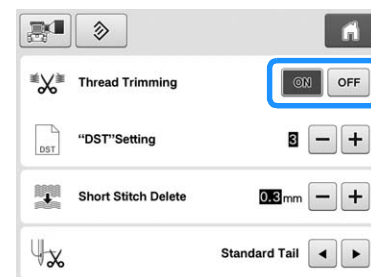 Thread Trimming ON OFF
DST "DST"Setting 3 − +
Short Stitch Delete 0.3mm − +
Standard Tail